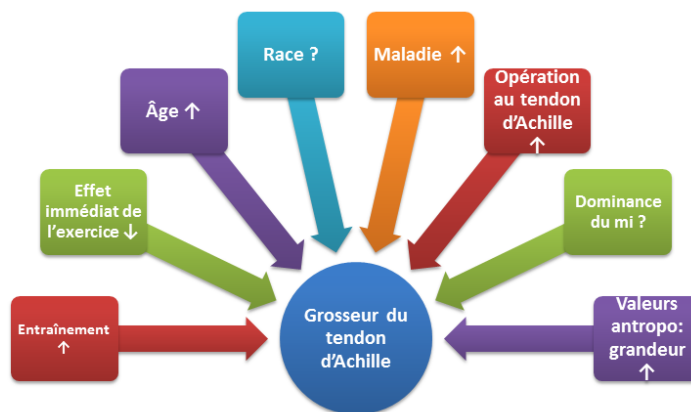 Race ?
Maladie ↑
Opération
au tendon
d'Achille
↑
Âge ↑
Effet
immédiat de
l'exercice ↓
Dominance
du mi ?
Entraînement
↑
Grosseur du
tendon
d'Achille
Valeurs
antropo:
grandeur
↑